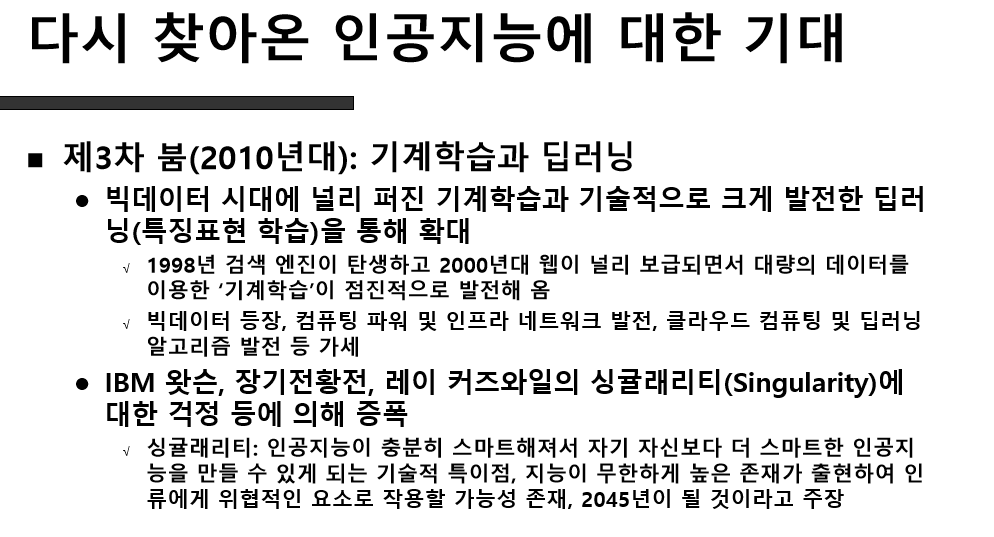 다시 찾아온 인공지능에 대한 기대
■ 제3차 붐(2010년대): 기계학습과 딥러닝
● 빅데이터 시대에 널리 퍼진 기계학습과 기술적으로 크게 발전한 딥러
닝(특징표현 학습)을 통해 확대
√ 1998년 검색 엔진이 탄생하고 2000년대 웹이 널리 보급되면서 대량의 데이터를
이용한 ‘기계학습’이 점진적으로 발전해 옴
√ 빅데이터 등장, 컴퓨팅 파워 및 인프라 네트워크 발전, 클라우드 컴퓨팅 및 딥러닝
알고리즘 발전 등 가세
● IBM 왓슨, 장기전황전, 레이 커즈와일의 싱귤래리티(Singularity)에
대한 걱정 등에 의해 증폭
√ 싱귤래리티: 인공지능이 충분히 스마트해져서 자기 자신보다 더 스마트한 인공지
능을 만들 수 있게 되는 기술적 특이점, 지능이 무한하게 높은 존재가 출현하여 인
류에게 위협적인 요소로 작용할 가능성 존재, 2045년이 될 것이라고 주장